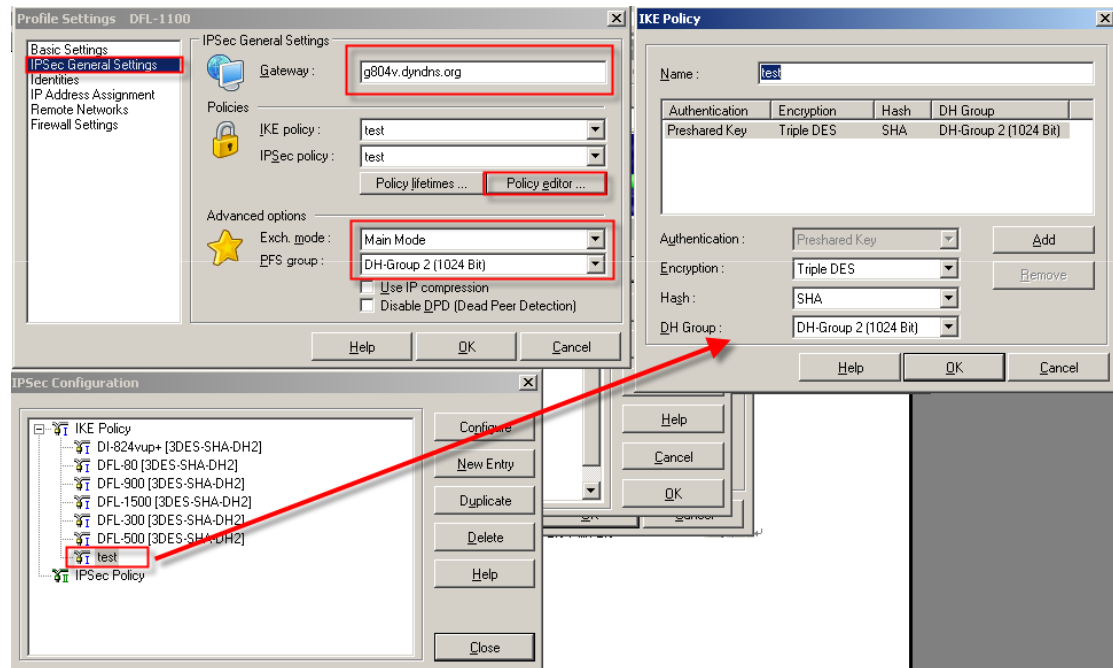 Profile Settings DFL-1100
Basic Settings
IPSec General Settings
Identities
IP Address Assignment
Remote Networks
Firewall Settings
IPSec General Settings
Gateway :
g804v.dyndns.org
Policies
IKE policy :
test
IPSec policy :
test
Policy lifetimes ...
Policy editor ...
Advanced options
Exch. mode :
Main Mode
PFS group :
DH-Group 2 (1024 Bit)
Use IP compression
Disable DPD (Dead Peer Detection)
Help
OK
Cancel
IKE Policy
Name :
test
Authentication Encryption Hash DH Group
Preshared Key Triple DES SHA DH-Group 2 (1024 Bit)
Authentication :
Preshared Key
Add
Encryption :
Triple DES
Remove
Hash :
SHA
DH Group :
DH-Group 2 (1024 Bit)
Help
OK
Cancel
IPSec Configuration
IKE Policy
DI-824vup+ [3DES-SHA-DH2]
DFL-80 [3DES-SHA-DH2]
DFL-900 [3DES-SHA-DH2]
DFL-1500 [3DES-SHA-DH2]
DFL-300 [3DES-SHA-DH2]
DFL-500 [3DES-SHA-DH2]
test
IPSec Policy
Configure
New Entry
Duplicate
Delete
Help
Close
Help
Cancel
OK